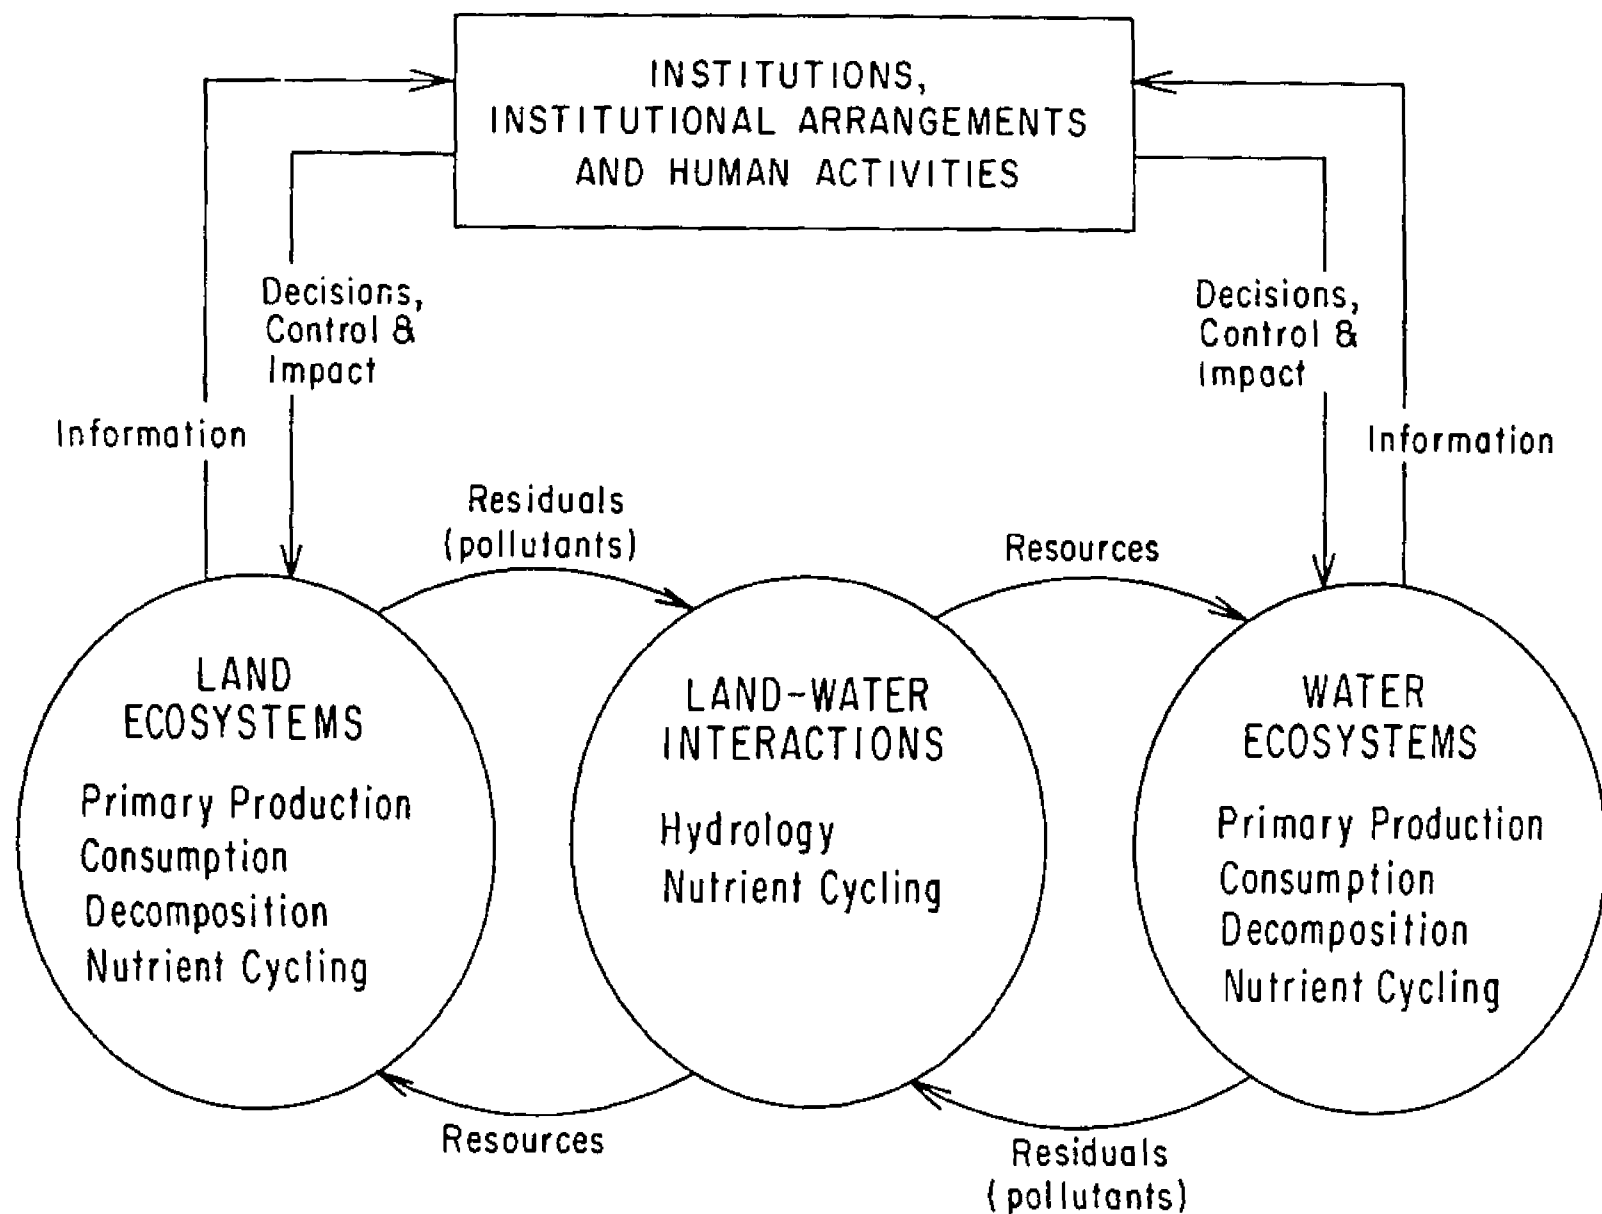 INSTITUTIONS,
INSTITUTIONAL ARRANGEMENTS
AND HUMAN ACTIVITIES
Decisions,
Control &
Impact
Decisions,
Control &
Impact
Information
Information
Residuals
(pollutants)
Resources
LAND
ECOSYSTEMS
Primary Production
Consumption
Decomposition
Nutrient Cycling
LAND-WATER
INTERACTIONS
Hydrology
Nutrient Cycling
WATER
ECOSYSTEMS
Primary Production
Consumption
Decomposition
Nutrient Cycling
Resources
Residuals
(pollutants)